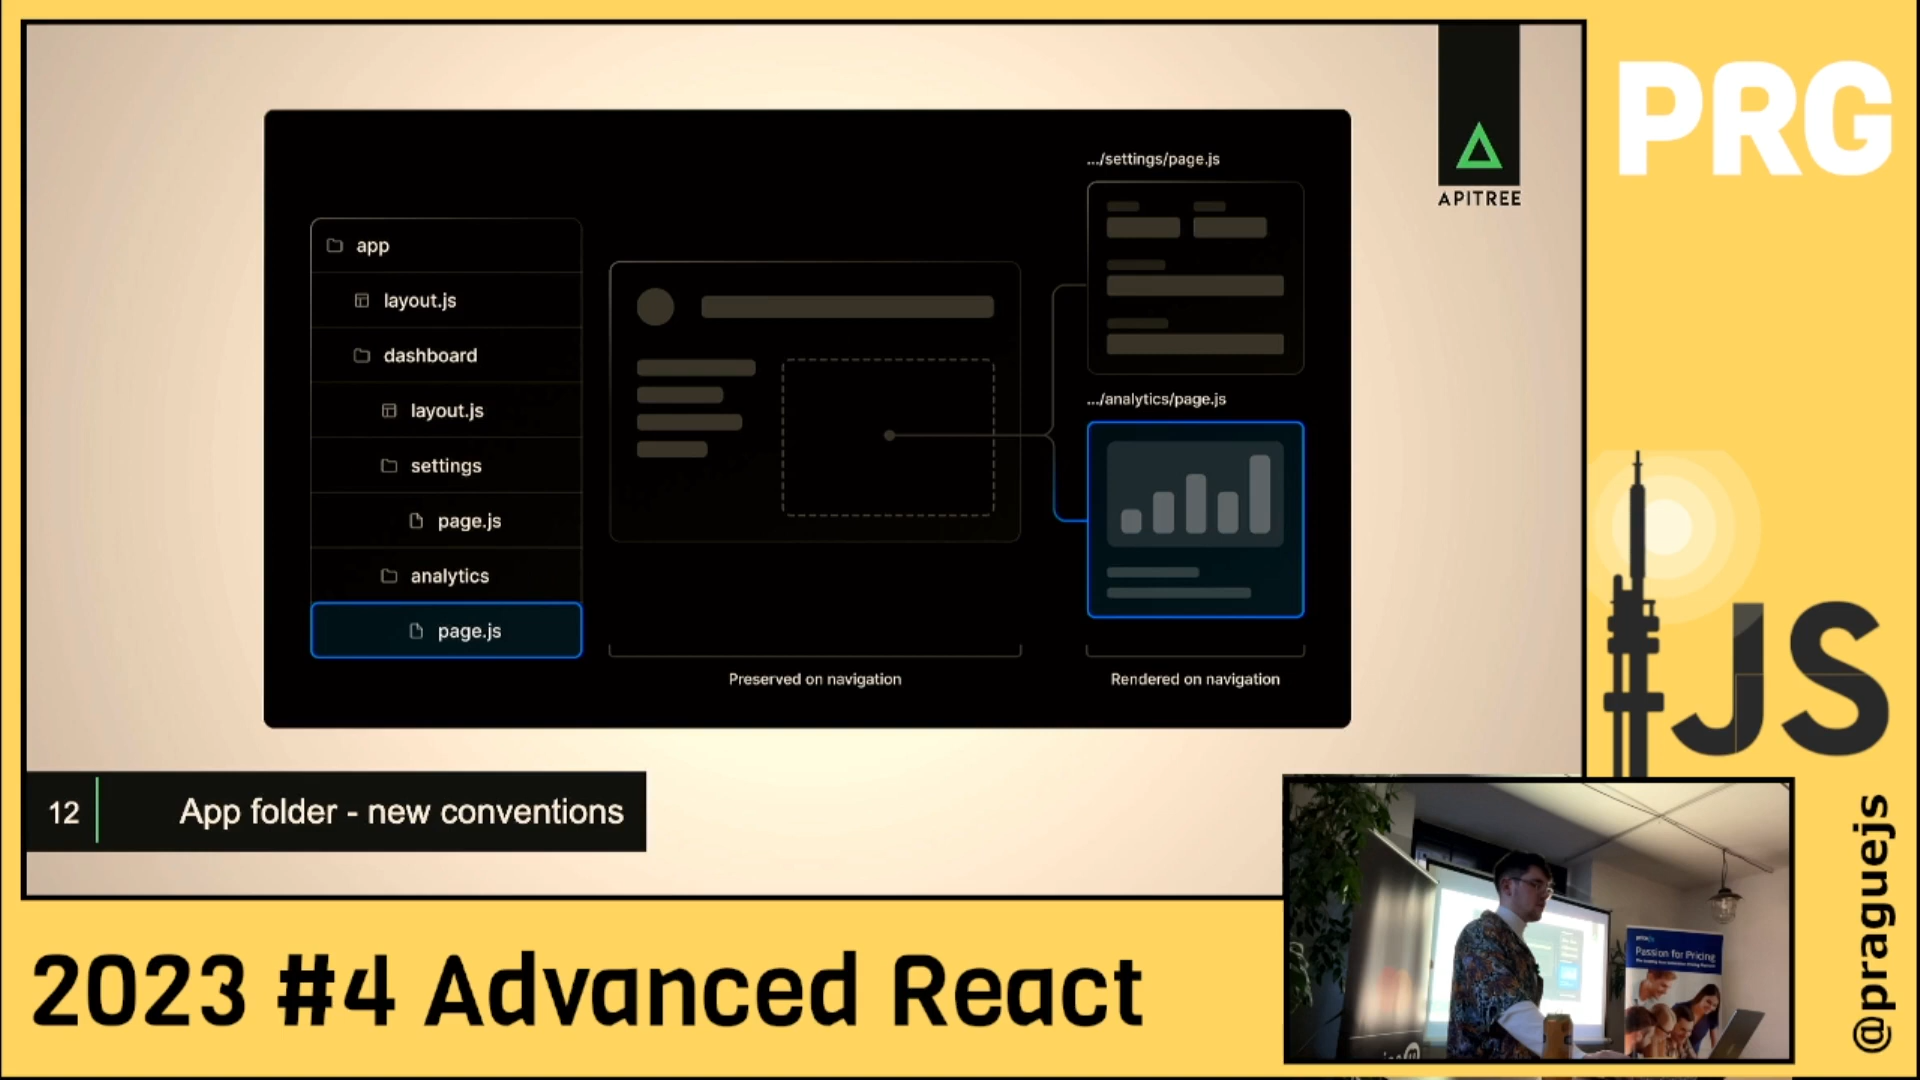 .../settings/page.js
app
layout.js
dashboard
layout.js
settings
page.js
analytics
page.js
.../analytics/page.js
Preserved on navigation
Rendered on navigation
APITREE
12
App folder - new conventions
2023 #4 Advanced React
PRG
JS
@praguejs
Passion for Pricing